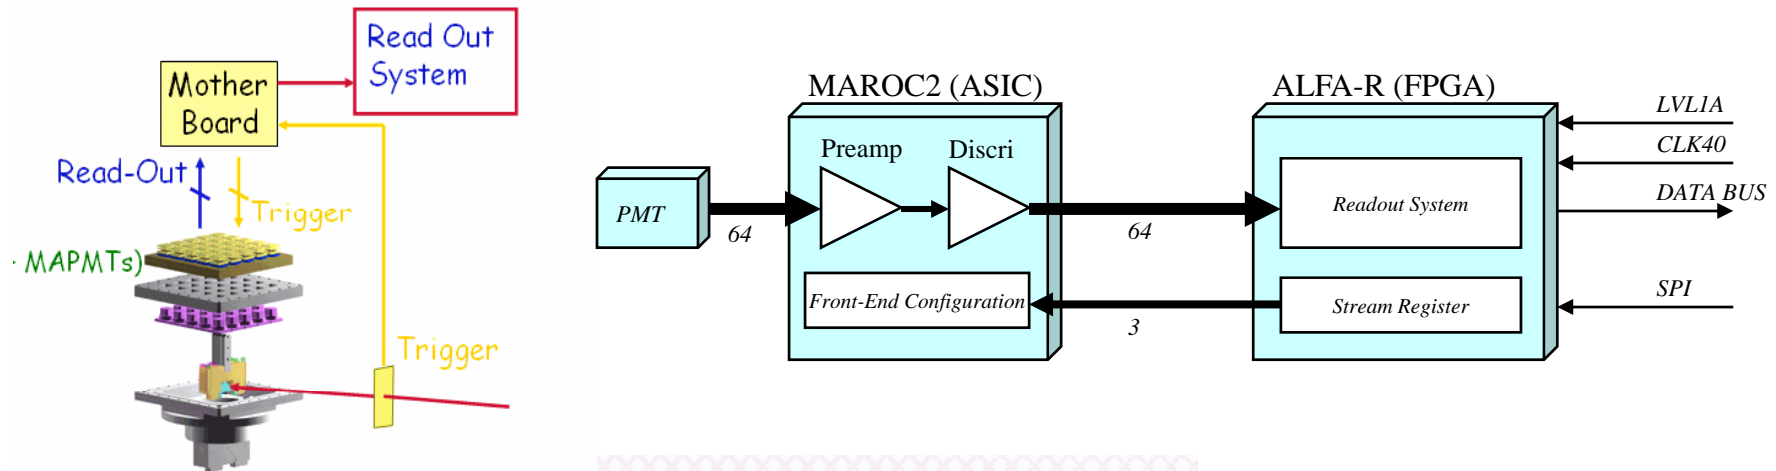 Read Out
System
Mother
Board
Read-Out
Trigger
MAPMTs)
Trigger
MAROC2 (ASIC)
ALFA-R (FPGA)
Preamp
Discri
PMT
64
64
Readout System
LVL1A
CLK40
DATA BUS
Front-End Configuration
3
Stream Register
SPI